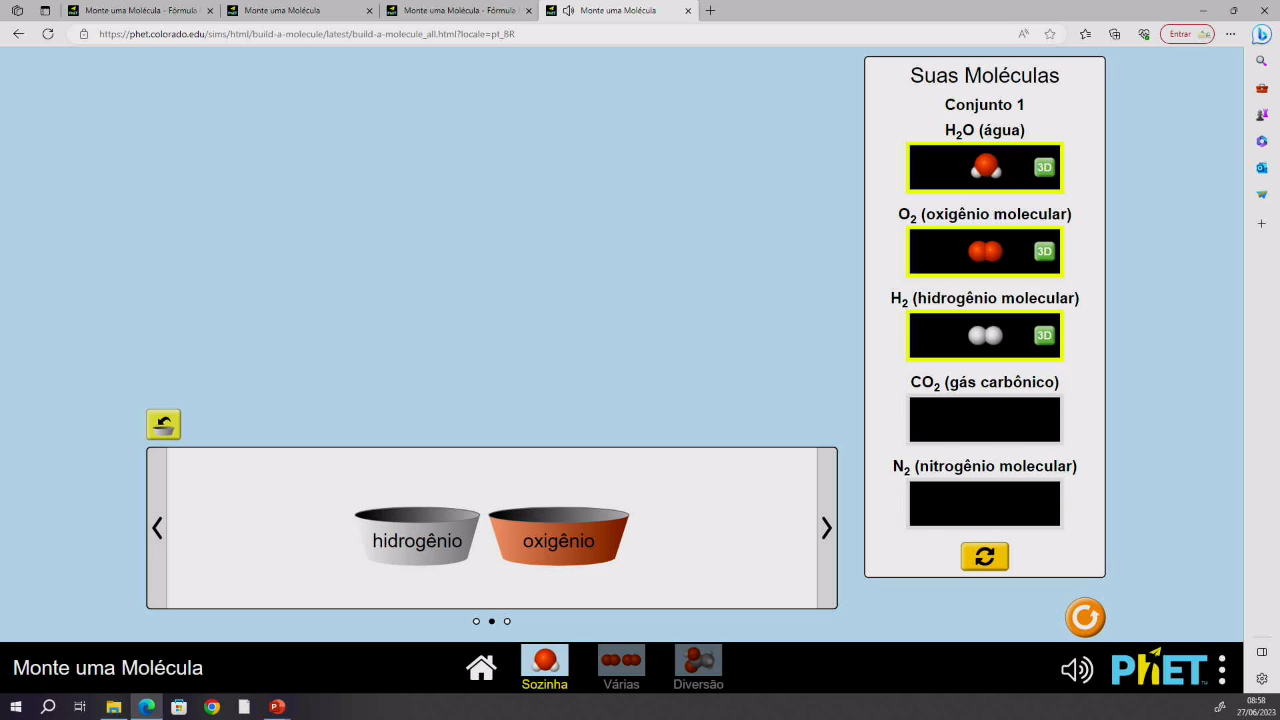 Monte uma Molécula - Fórmula
Monte uma Molécula
Monte uma Molécula - Fórmula
Monte uma Molécula
https://phet.colorado.edu/sims/html/build-a-molecule/latest/build-a-molecule_all.html?locale=pt_BR
Entrar
Suas Moléculas
Conjunto 1
H₂O (água)
3D
O₂ (oxigênio molecular)
3D
H₂ (hidrogênio molecular)
3D
CO₂ (gás carbônico)
N₂ (nitrogênio molecular)
hidrogênio
oxigênio
Monte uma Molécula
Sozinha
Várias
Diversão
PhET
08:58
27/06/2023